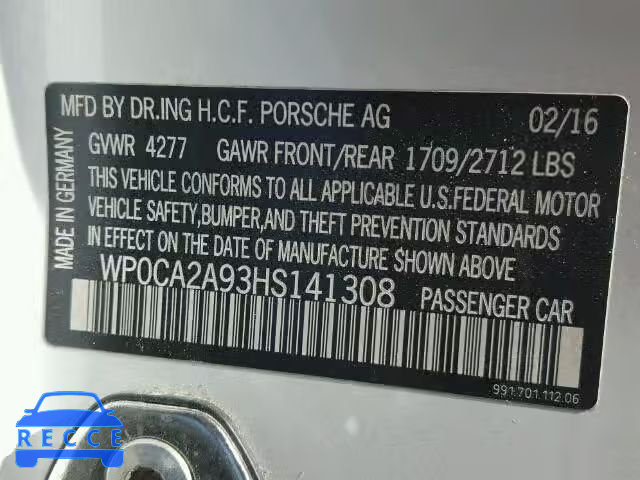 MFD BY DR.ING H.C.F. PORSCHE AG 02/16
GVWR 4277 GAWR FRONT/REAR 1709/2712 LBS
THIS VEHICLE CONFORMS TO ALL APPLICABLE U.S.FEDERAL MOTOR
VEHICLE SAFETY,BUMPER,AND THEFT PREVENTION STANDARDS
IN EFFECT ON THE DATE OF MANUFACTURE SHOWN ABOVE
WP0CA2A93HS141308 PASSENGER CAR
MADE IN GERMANY
991.701.112.06
RECCE